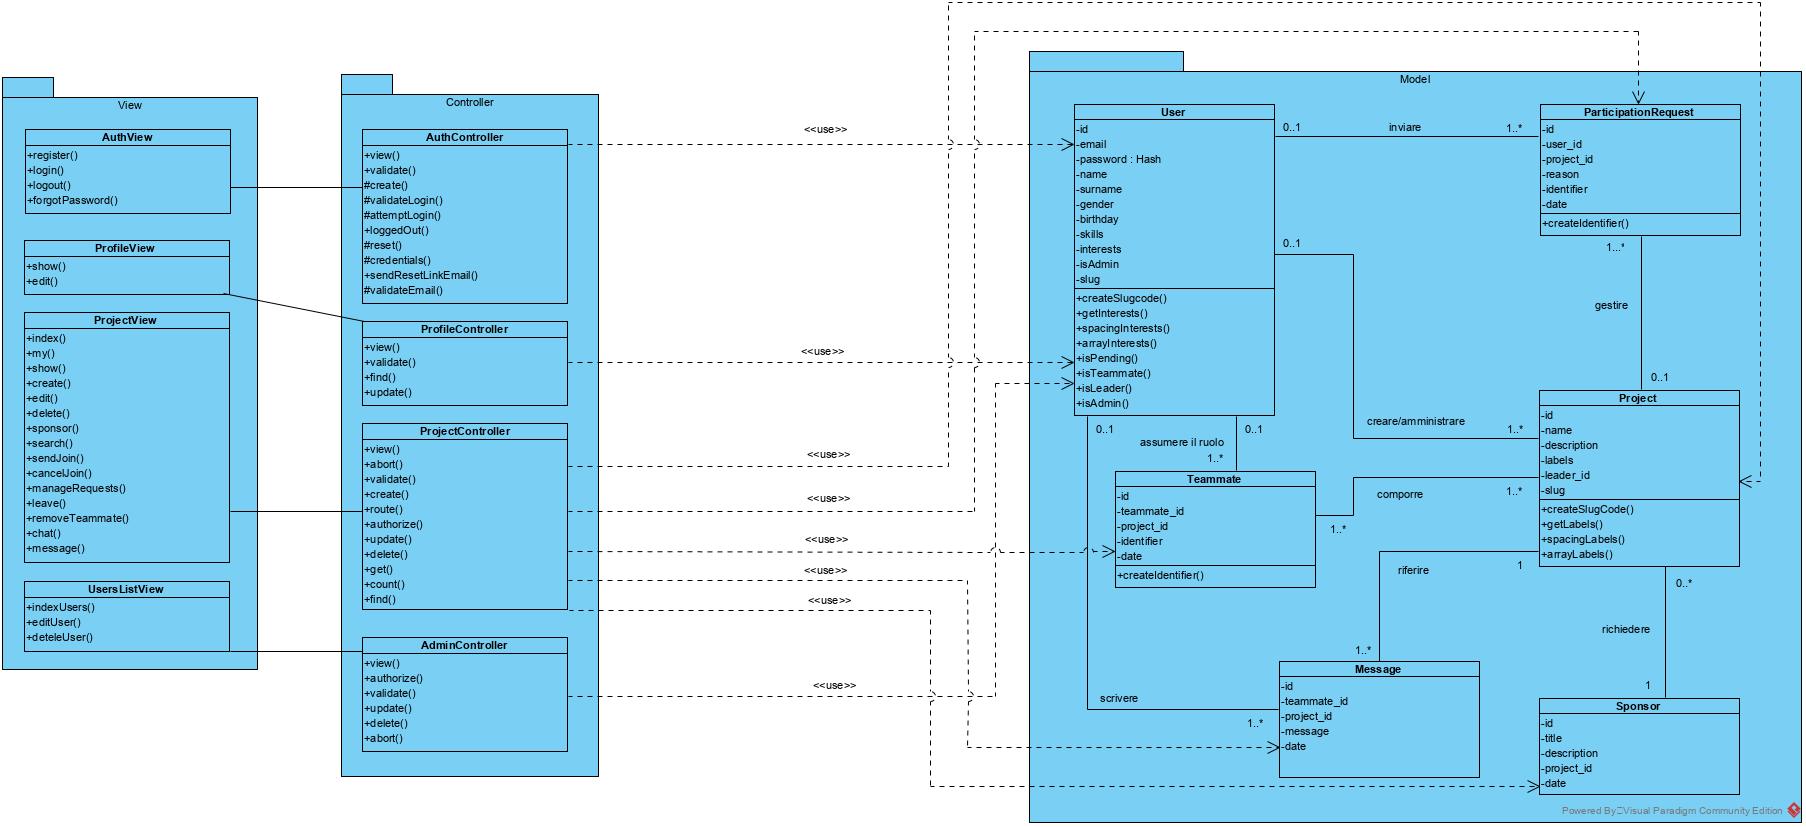 View
AuthView
+register()
+login()
+logout()
+forgotPassword()
ProfileView
+show()
+edit()
ProjectView
+index()
+my()
+show()
+create()
+edit()
+delete()
+sponsor()
+search()
+sendJoin()
+cancelJoin()
+manageRequests()
+leave()
+removeTeammate()
+chat()
+message()
UsersListView
+indexUsers()
+editUser()
+deteleUser()
Controller
AuthController
+view()
+validate()
#create()
#validateLogin()
#attemptLogin()
+loggedOut()
#reset()
#credentials()
+sendResetLinkEmail()
#validateEmail()
ProfileController
+view()
+validate()
+find()
+update()
ProjectController
+view()
+abort()
+validate()
+create()
+route()
+authorize()
+update()
+delete()
+get()
+count()
+find()
AdminController
+view()
+authorize()
+validate()
+update()
+delete()
+abort()
<<use>>
<<use>>
<<use>>
<<use>>
<<use>>
<<use>>
<<use>>
<<use>>
Model
User
-id
-email
-password : Hash
-name
-surname
-gender
-birthday
-skills
-interests
-isAdmin
-slug
+createSlugcode()
+getInterests()
+spacingInterests()
+arrayInterests()
+isPending()
+isTeammate()
+isLeader()
+isAdmin()
0..1
inviare
1..*
ParticipationRequest
-id
-user_id
-project_id
-reason
-identifier
-date
+createIdentifier()
1...*
gestire
0..1
0..1
creare/amministrare
1..*
Project
-id
-name
-description
-labels
-leader_id
-slug
+createSlugCode()
+getLabels()
+spacingLabels()
+arrayLabels()
0..1
assumere il ruolo
0..1
1..*
Teammate
-id
-teammate_id
-project_id
-identifier
-date
+createIdentifier()
comporre
1..*
1..*
riferire
1
1..*
Message
-id
-teammate_id
-project_id
-message
-date
scrivere
1..*
0..*
richiedere
1
Sponsor
-id
-title
-description
-project_id
-date
Powered By Visual Paradigm Community Edition